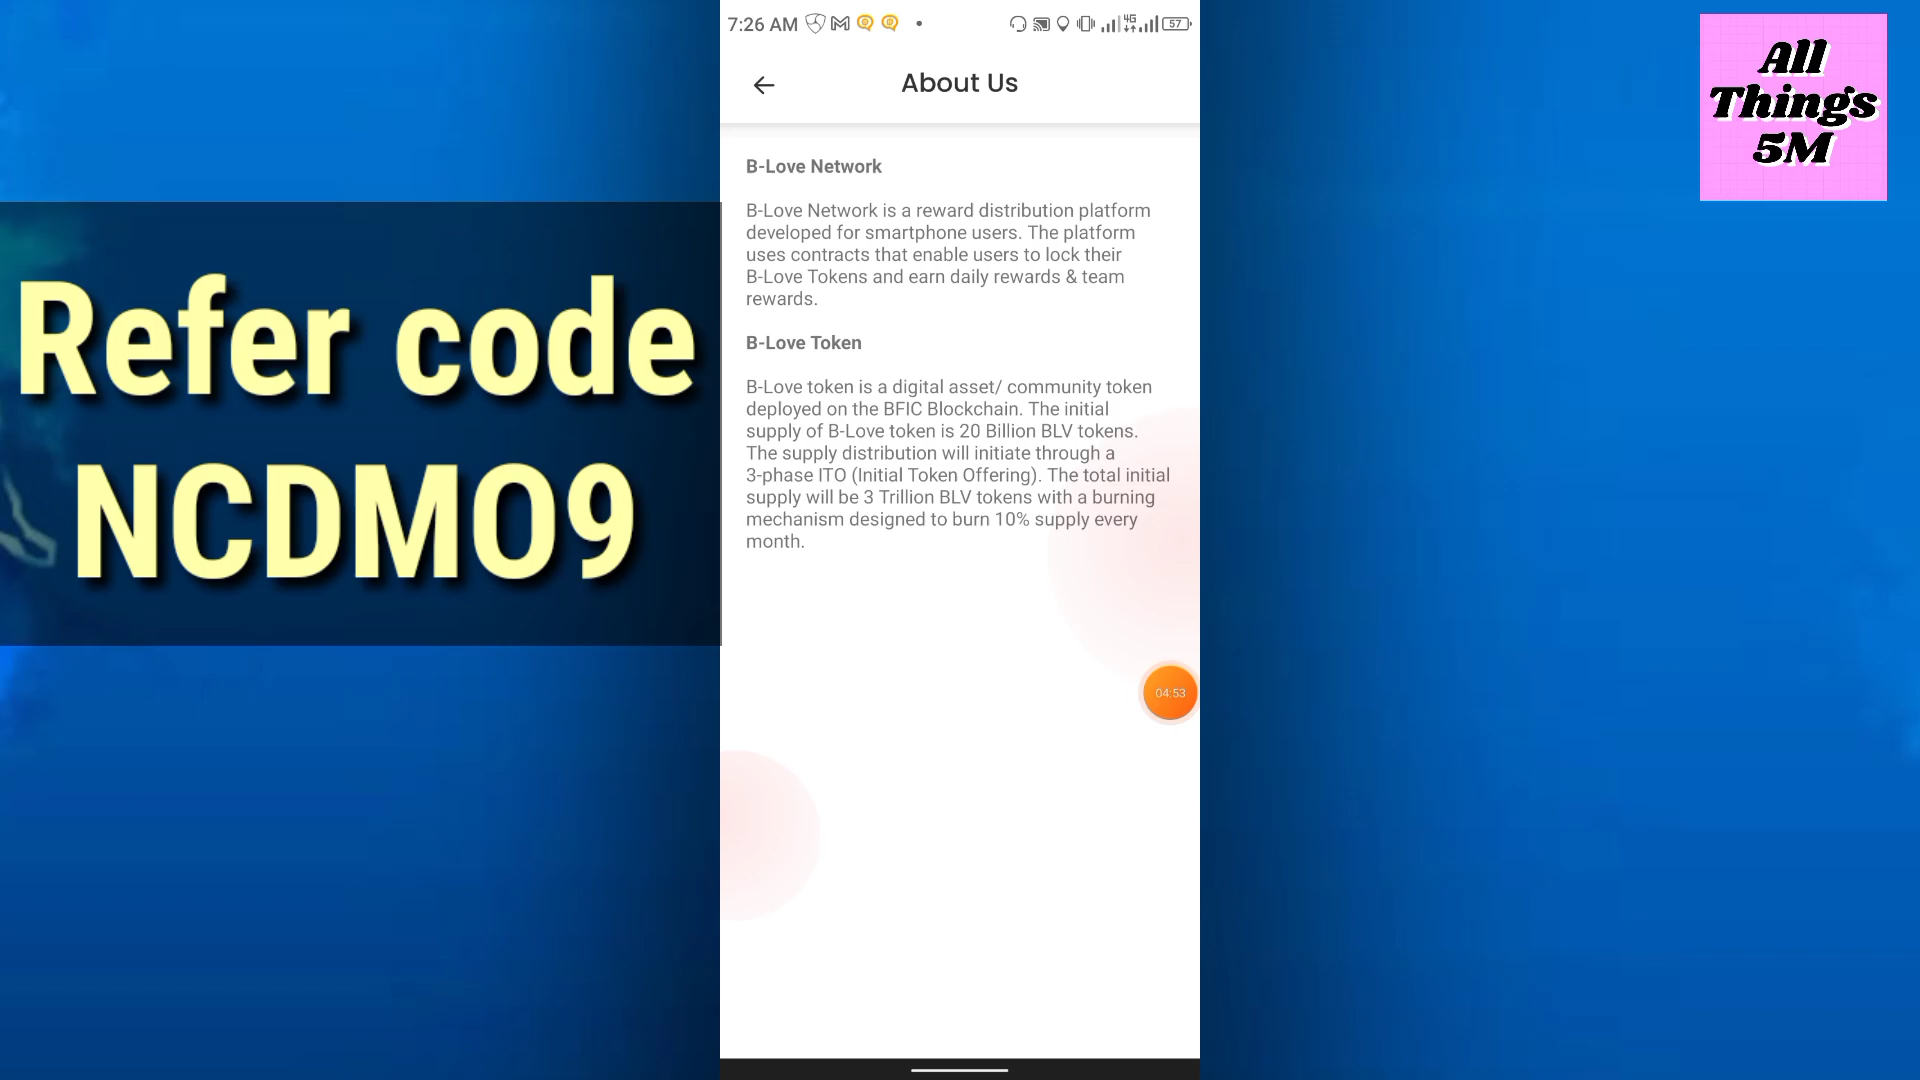 Refer code
NCDMO9
7:26 AM
4G
57
About Us
B-Love Network
B-Love Network is a reward distribution platform
developed for smartphone users. The platform
uses contracts that enable users to lock their
B-Love Tokens and earn daily rewards & team
rewards.
B-Love Token
B-Love token is a digital asset/ community token
deployed on the BFIC Blockchain. The initial
supply of B-Love token is 20 Billion BLV tokens.
The supply distribution will initiate through a
3-phase ITO (Initial Token Offering). The total initial
supply will be 3 Trillion BLV tokens with a burning
mechanism designed to burn 10% supply every
month.
04:53
All
Things
5M